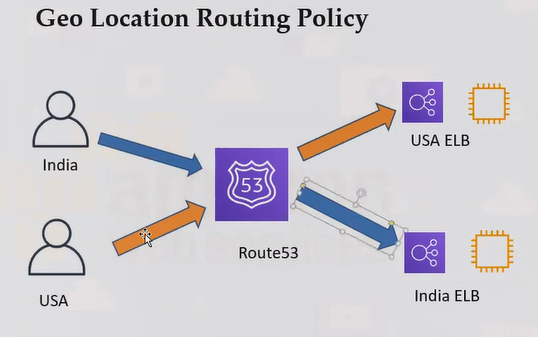 Geo Location Routing Policy
India
USA
53
Route53
USA ELB
India ELB